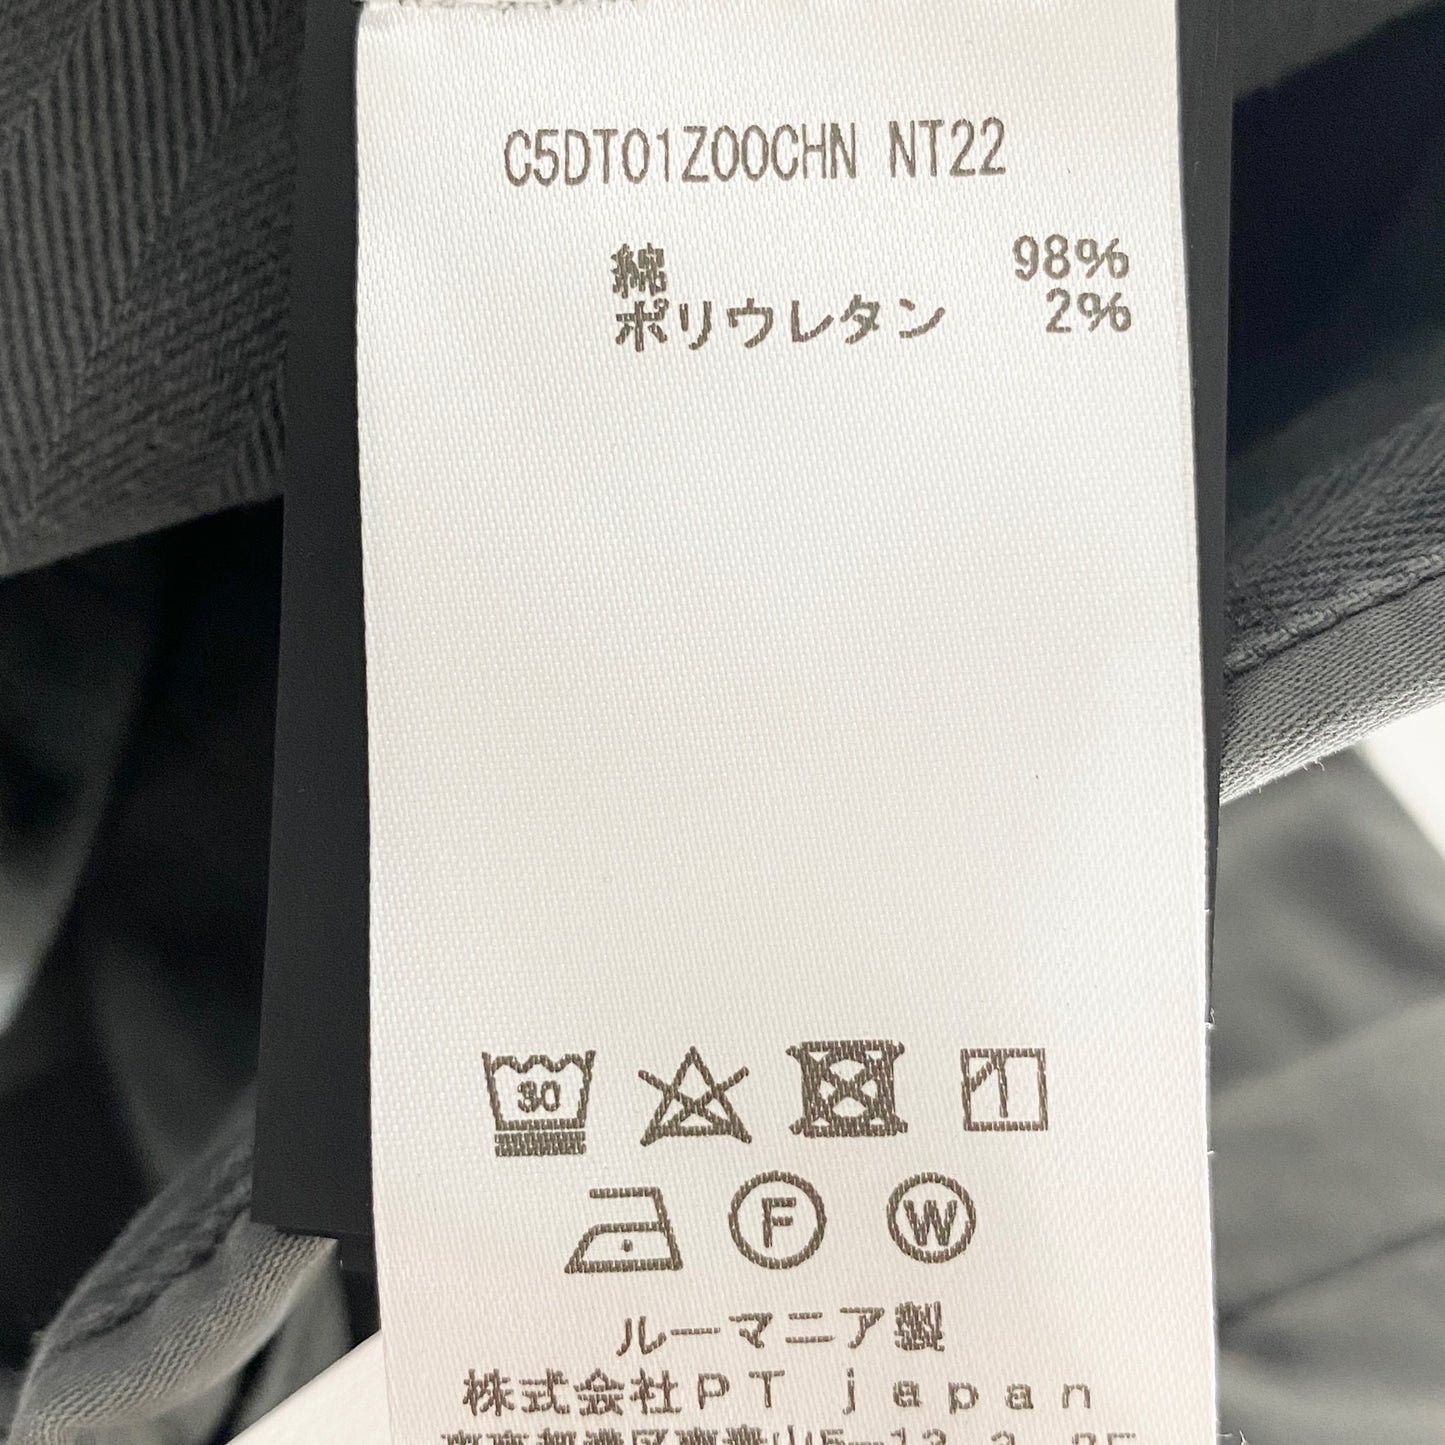 C5DT01Z00CHN NT22
綿 98%
ポリウレタン 2%
30
F W
ルーマニア製
株式会社PT japan